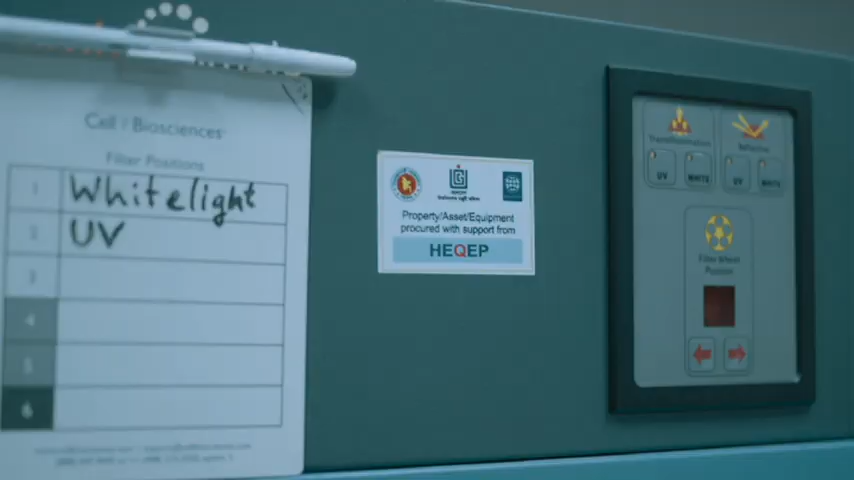 Cell / Biosciences
Filter Positions
1 Whitelight
2 UV
3
4
5
6
Property/Asset/Equipment
procured with support from
HEQEP
Transillumination
Reflective
UV WHITE UV WHITE
Filter Wheel
Position